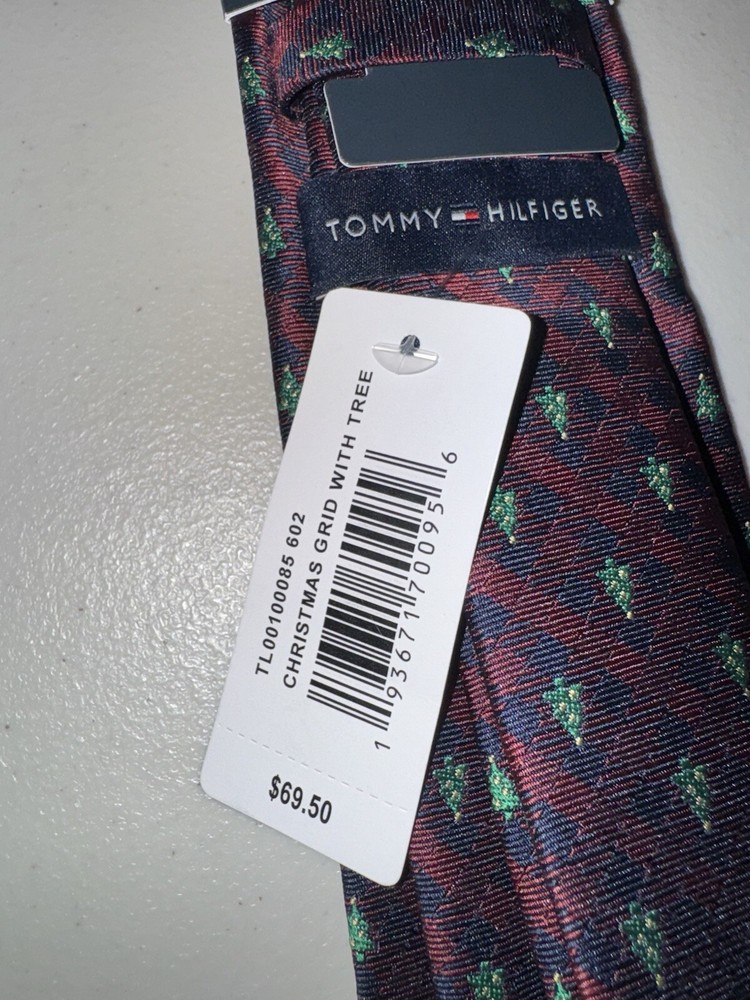 TOMMY HILFIGER
TL00100085 602
CHRISTMAS GRID WITH TREE
1 93671 70095 6
$69.50